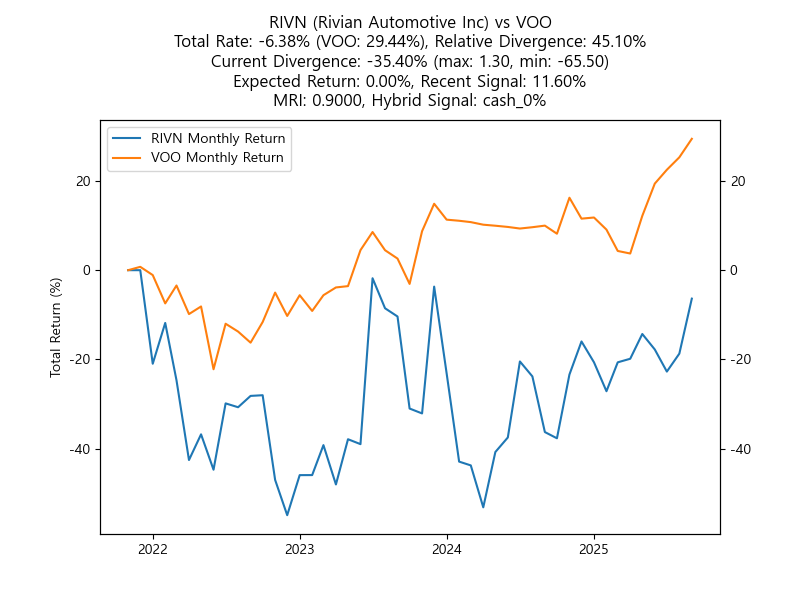 RIVN (Rivian Automotive Inc) vs VOO
Total Rate: -6.38% (VOO: 29.44%), Relative Divergence: 45.10%
Current Divergence: -35.40% (max: 1.30, min: -65.50)
Expected Return: 0.00%, Recent Signal: 11.60%
MRI: 0.9000, Hybrid Signal: cash_0%
RIVN Monthly Return
VOO Monthly Return
Total Return (%)
20
0
-20
-40
20
0
-20
-40
2022
2023
2024
2025